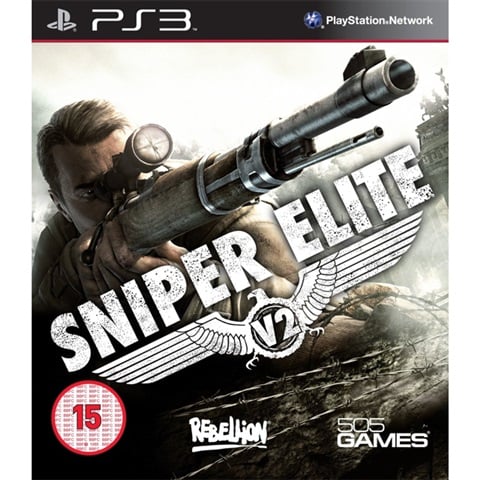 PS3
PlayStation®Network
SNIPER ELITE
V2
15
REBELLION
505
GAMES